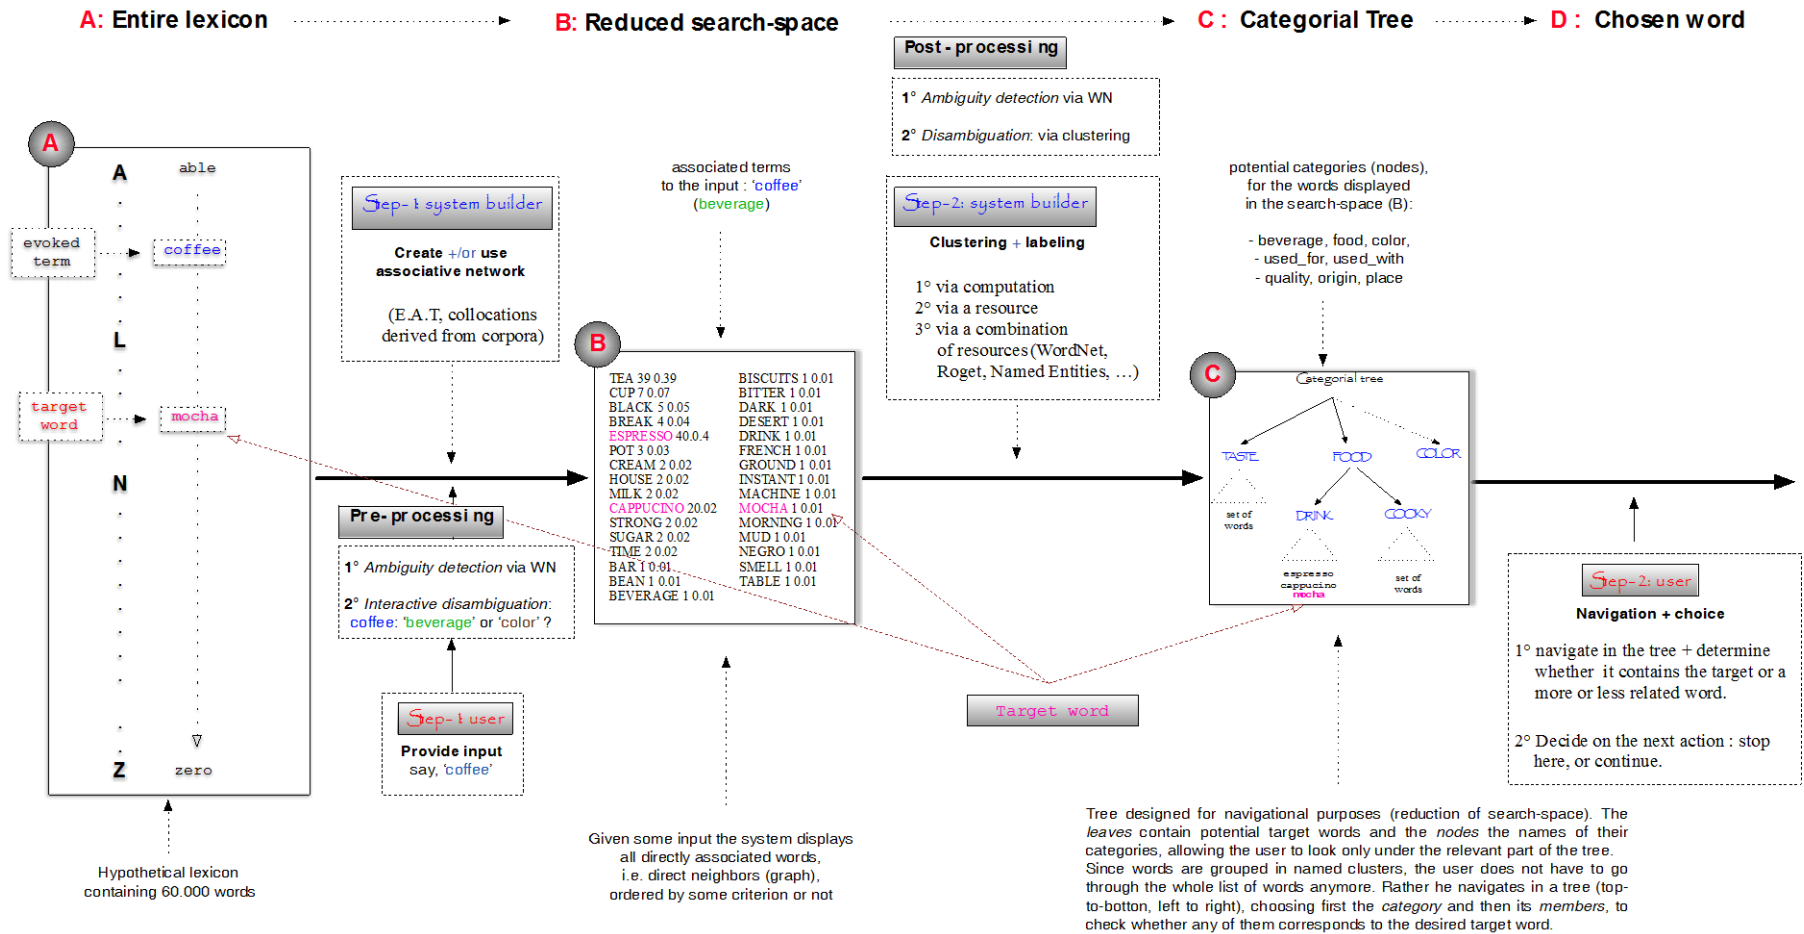 A: Entire lexicon
B: Reduced search-space
C : Categorial Tree
D : Chosen word
A
A
able
evoked
term
coffee
L
target
word
mocha
N
Z
zero
Hypothetical lexicon
containing 60.000 words
Step-1: system builder
Create +/or use
associative network
(E.A.T, collocations
derived from corpora)
Pre-processing
1° Ambiguity detection via WN
2° Interactive disambiguation:
coffee: 'beverage' or 'color' ?
Step-1: user
Provide input
say, 'coffee'
associated terms
to the input : 'coffee'
(beverage)
B
TEA 39 0.39
CUP 7 0.07
BLACK 5 0.05
BREAK 4 0.04
ESPRESSO 40.0.4
POT 3 0.03
CREAM 2 0.02
HOUSE 2 0.02
MILK 2 0.02
CAPPUCINO 20.02
STRONG 2 0.02
SUGAR 2 0.02
TIME 2 0.02
BAR 1 0.01
BEAN 1 0.01
BEVERAGE 1 0.01
BISCUITS 1 0.01
BITTER 1 0.01
DARK 1 0.01
DESERT 1 0.01
DRINK 1 0.01
FRENCH 1 0.01
GROUND 1 0.01
INSTANT 1 0.01
MACHINE 1 0.01
MOCHA 1 0.01
MORNING 1 0.01
MUD 1 0.01
NEGRO 1 0.01
SMELL 1 0.01
TABLE 1 0.01
Given some input the system displays
all directly associated words,
i.e. direct neighbors (graph),
ordered by some criterion or not
Post-processing
1° Ambiguity detection via WN
2° Disambiguation: via clustering
Step-2: system builder
Clustering + labeling
1° via computation
2° via a resource
3° via a combination
of resources (WordNet,
Roget, Named Entities, …)
Target word
potential categories (nodes),
for the words displayed
in the search-space (B):
- beverage, food, color,
- used_for, used_with
- quality, origin, place
C
Categorial tree
TASTE
FOOD
COLOR
set of
words
DRINK
COOKY
espresso
cappucino
mocha
set of
words
Tree designed for navigational purposes (reduction of search-space). The
leaves contain potential target words and the nodes the names of their
categories, allowing the user to look only under the relevant part of the tree.
Since words are grouped in named clusters, the user does not have to go
through the whole list of words anymore. Rather he navigates in a tree (top-
to-botton, left to right), choosing first the category and then its members, to
check whether any of them corresponds to the desired target word.
Step-2: user
Navigation + choice
1° navigate in the tree + determine
whether it contains the target or a
more or less related word.
2° Decide on the next action : stop
here, or continue.